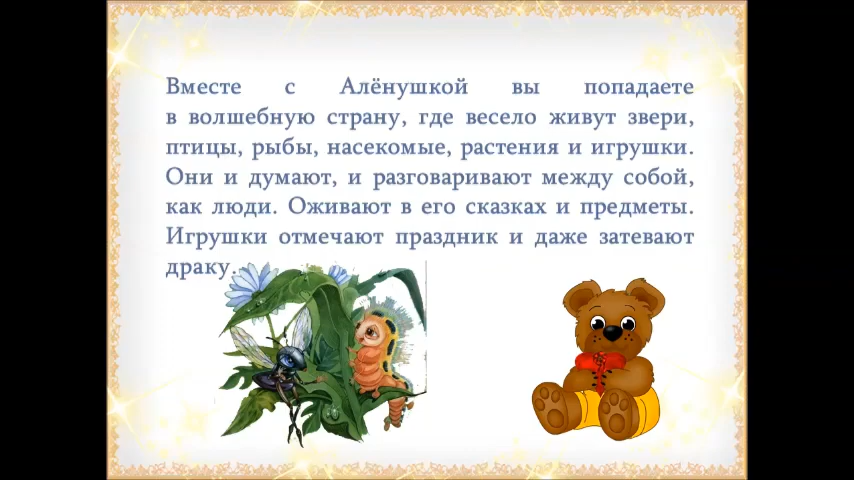 Вместе с Алёнушкой вы попадаете
в волшебную страну, где весело живут звери,
птицы, рыбы, насекомые, растения и игрушки.
Они и думают, и разговаривают между собой,
как люди. Оживают в его сказках и предметы.
Игрушки отмечают праздник и даже затевают
драку.